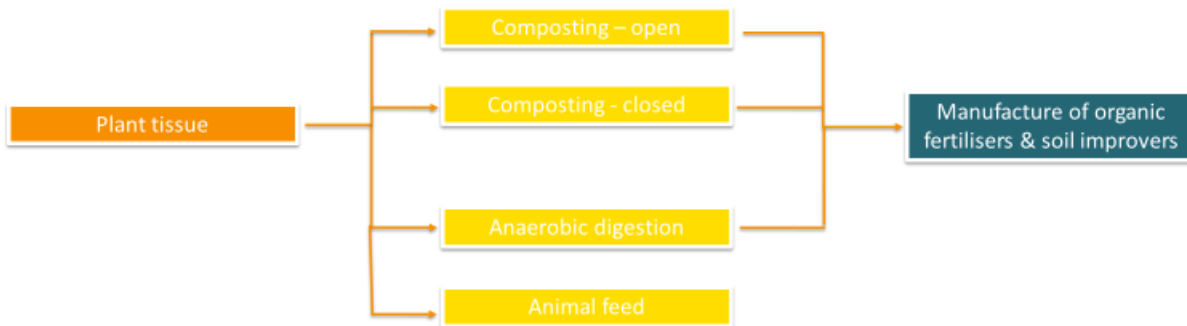 Composting – open
Composting - closed
Plant tissue
Manufacture of organic
fertilisers & soil improvers
Anaerobic digestion
Animal feed